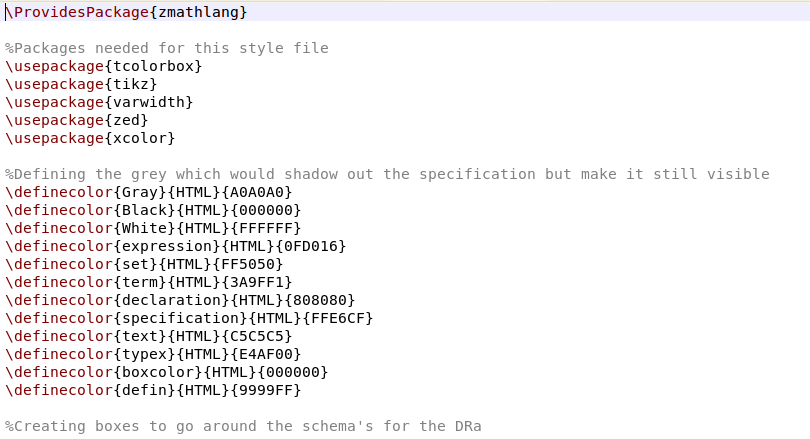 \ProvidesPackage{zmathlang}
%Packages needed for this style file
\usepackage{tcolorbox}
\usepackage{tikz}
\usepackage{varwidth}
\usepackage{zed}
\usepackage{xcolor}
%Defining the grey which would shadow out the specification but make it still visible
\definecolor{Gray}{HTML}{A0A0A0}
\definecolor{Black}{HTML}{000000}
\definecolor{White}{HTML}{FFFFFF}
\definecolor{expression}{HTML}{0FD016}
\definecolor{set}{HTML}{FF5050}
\definecolor{term}{HTML}{3A9FF1}
\definecolor{declaration}{HTML}{808080}
\definecolor{specification}{HTML}{FFE6CF}
\definecolor{text}{HTML}{C5C5C5}
\definecolor{typex}{HTML}{E4AF00}
\definecolor{boxcolor}{HTML}{000000}
\definecolor{defin}{HTML}{9999FF}
%Creating boxes to go around the schema's for the DRa